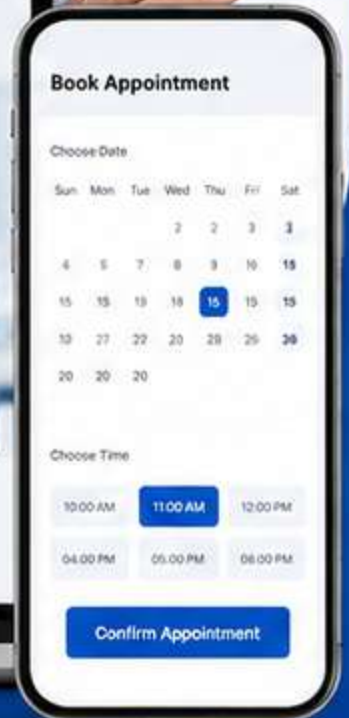 Book Appointment
Choose Date
Sun Mon Tue Wed Thu Fri Sat
2 2 3 3
4 5 7 8 9 10 15
15 15 19 18 15 15 15
13 27 22 20 29 25 30
20 20 20
Choose Time
10:00 AM 11:00 AM 12:00 PM
04:00 PM 05:00 PM 06:00 PM
Confirm Appointment